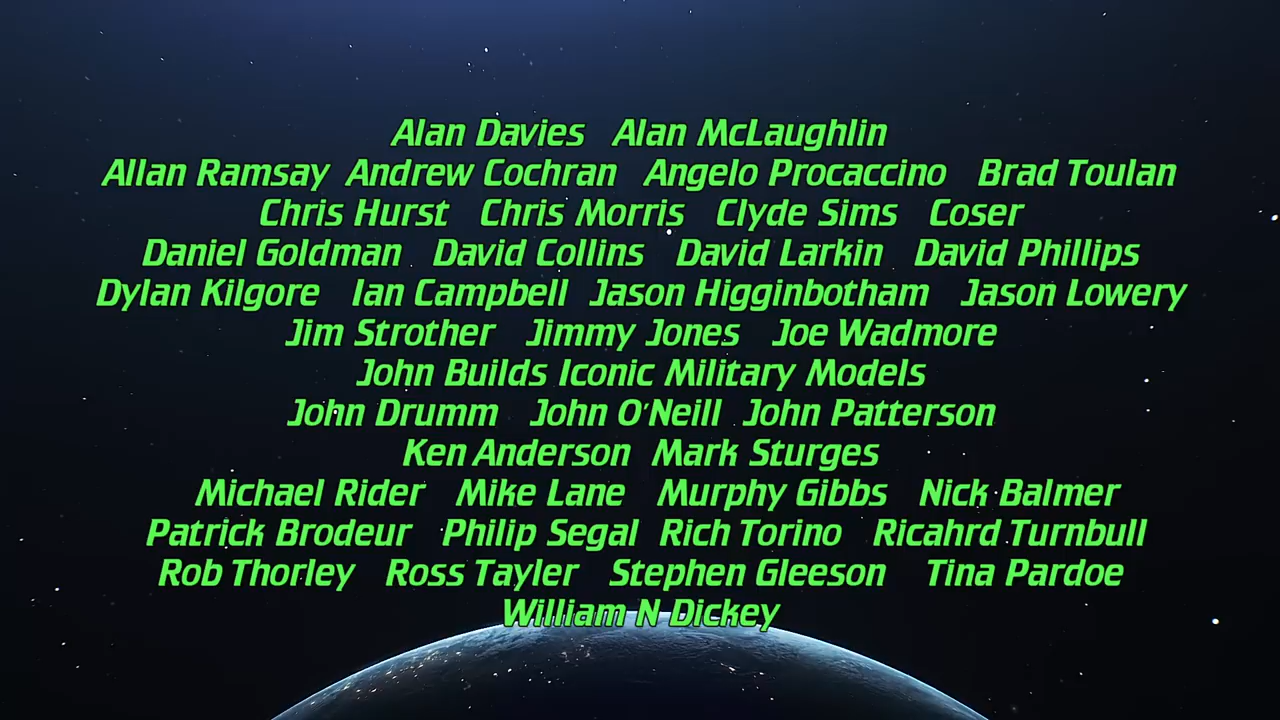 Alan Davies Alan McLaughlin
Allan Ramsay Andrew Cochran Angelo Procaccino Brad Toulan
Chris Hurst Chris Morris Clyde Sims Coser
Daniel Goldman David Collins David Larkin David Phillips
Dylan Kilgore Ian Campbell Jason Higginbotham Jason Lowery
Jim Strother Jimmy Jones Joe Wadmore
John Builds Iconic Military Models
John Drumm John O'Neill John Patterson
Ken Anderson Mark Sturges
Michael Rider Mike Lane Murphy Gibbs Nick Balmer
Patrick Brodeur Philip Segal Rich Torino Ricahrd Turnbull
Rob Thorley Ross Tayler Stephen Gleeson Tina Pardoe
William N Dickey